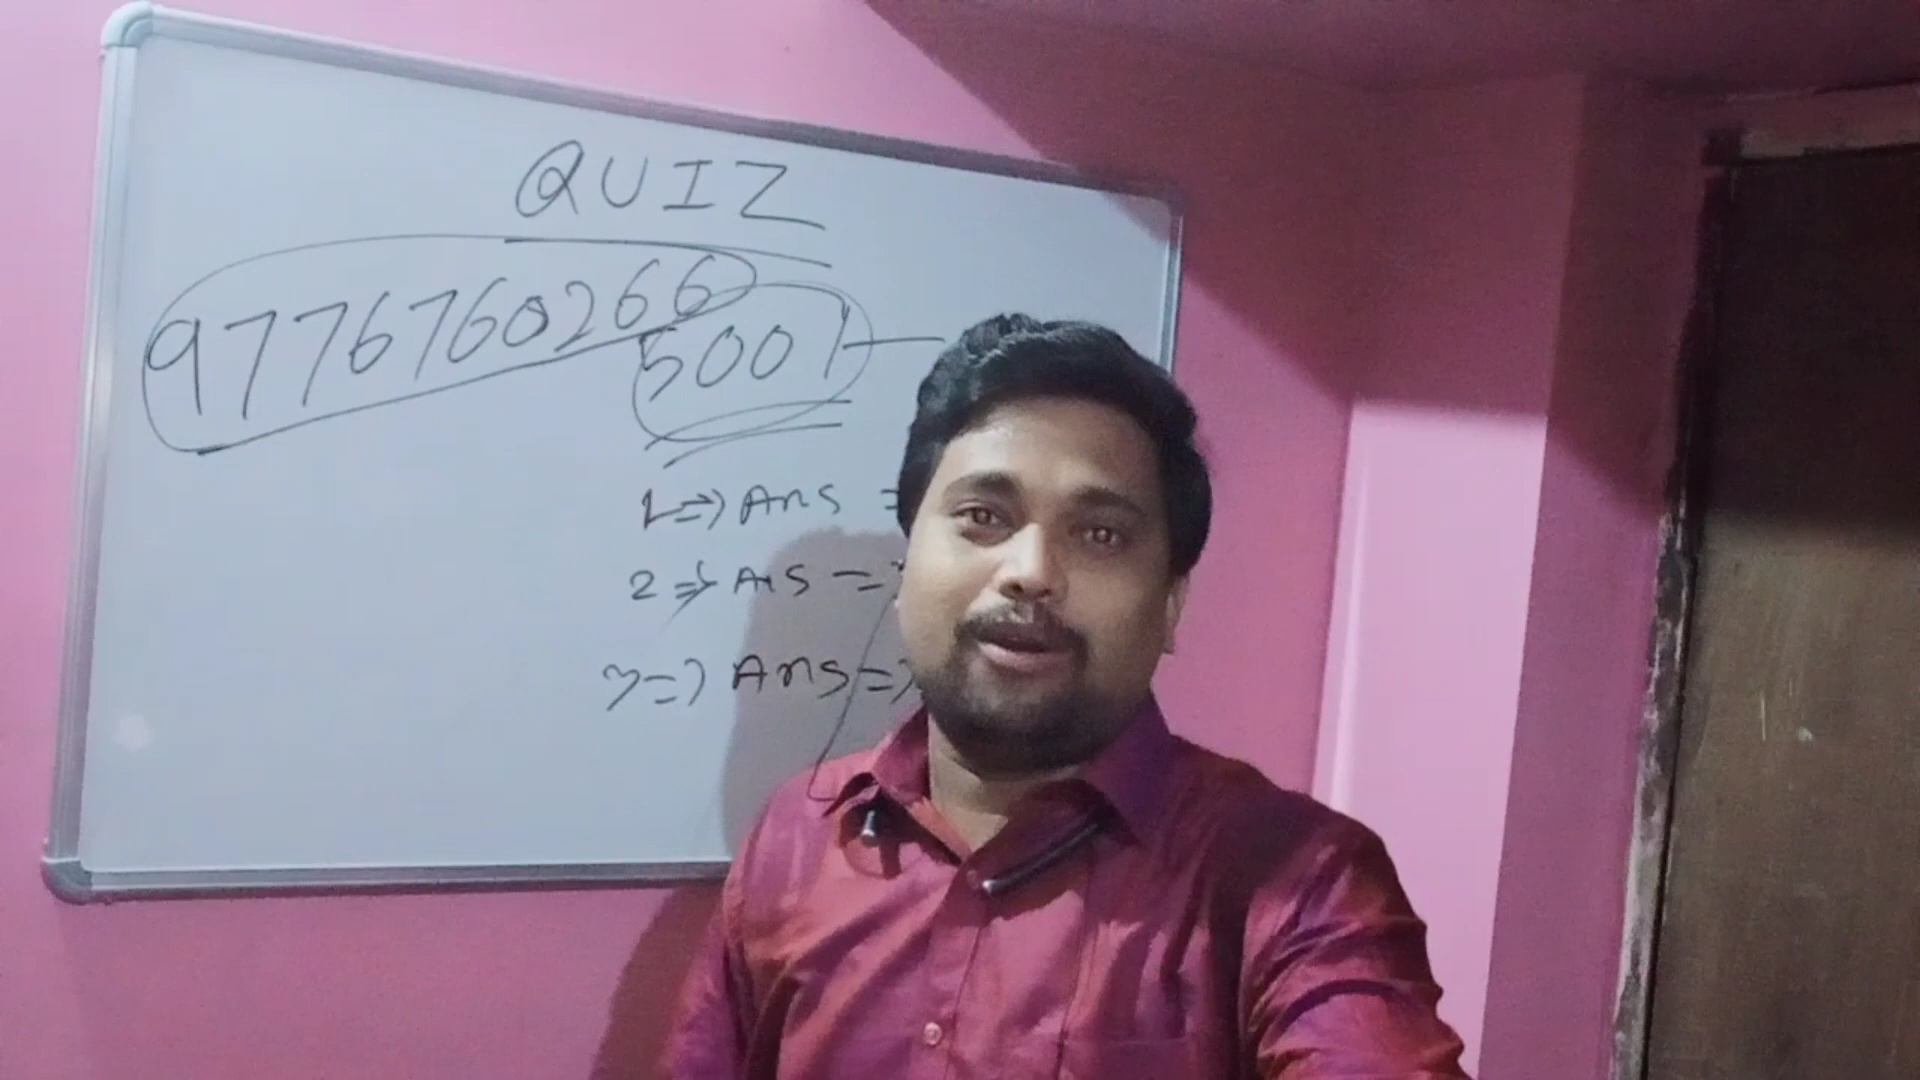 QUIZ
9776760266
5001 —
1 => Ans =
2 => Ans =
3 => Ans =>